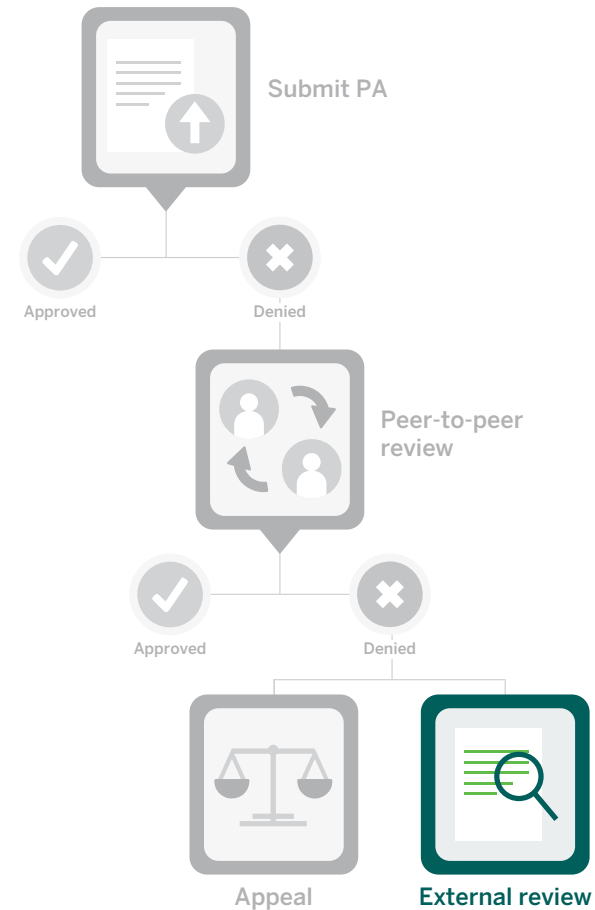 Submit PA
Approved
Denied
Peer-to-peer
review
Approved
Denied
Appeal
External review